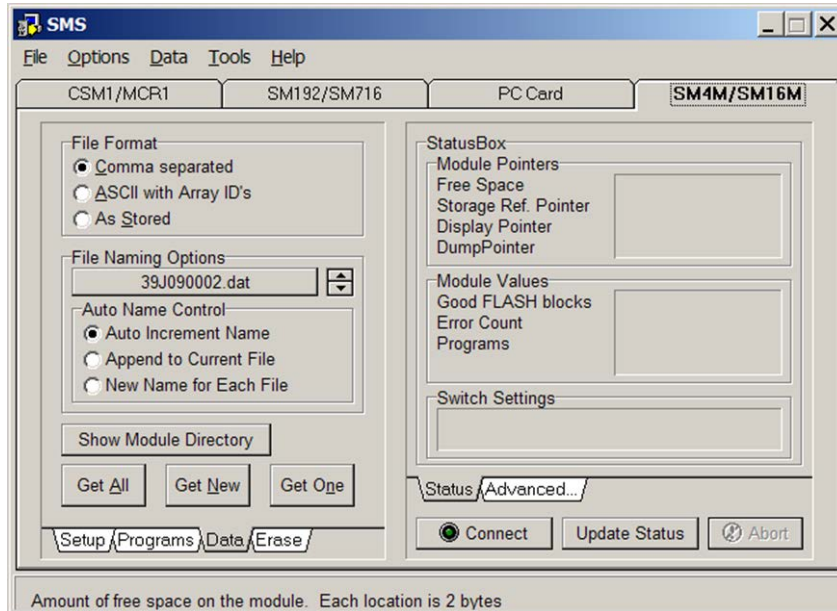 SMS
File Options Data Tools Help
CSM1/MCR1 SM192/SM716 PC Card SM4M/SM16M
File Format
Comma separated
ASCII with Array ID's
As Stored
File Naming Options
39J090002.dat
Auto Name Control
Auto Increment Name
Append to Current File
New Name for Each File
Show Module Directory
Get All Get New Get One
Setup Programs Data Erase
StatusBox
Module Pointers
Free Space
Storage Ref. Pointer
Display Pointer
DumpPointer
Module Values
Good FLASH blocks
Error Count
Programs
Switch Settings
Status Advanced...
Connect Update Status Abort
Amount of free space on the module. Each location is 2 bytes